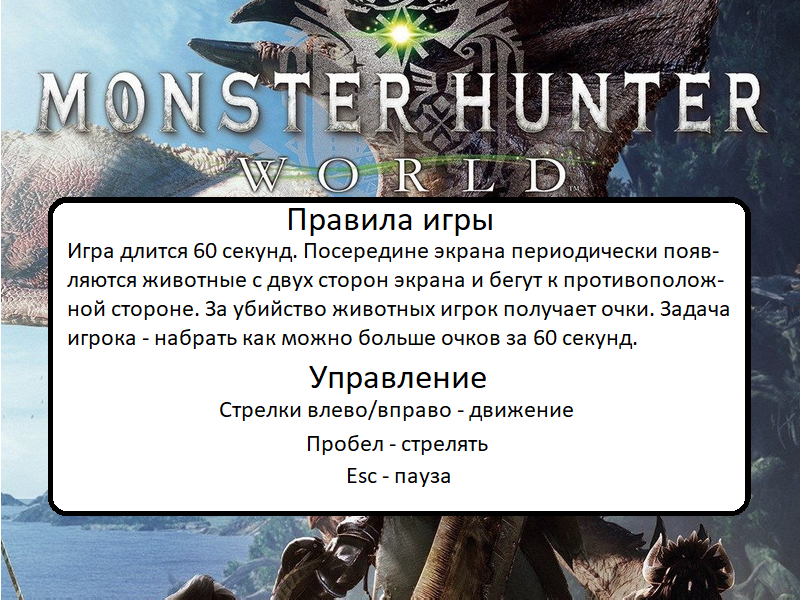 MONSTER HUNTER
WORLD™
Правила игры
Игра длится 60 секунд. Посередине экрана периодически появ-
ляются животные с двух сторон экрана и бегут к противополож-
ной стороне. За убийство животных игрок получает очки. Задача
игрока - набрать как можно больше очков за 60 секунд.
Управление
Стрелки влево/вправо - движение
Пробел - стрелять
Esc - пауза